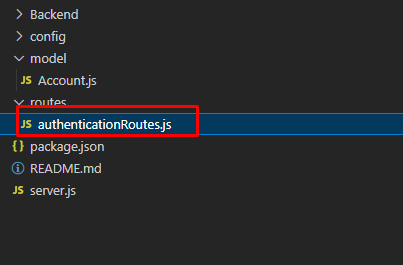 Backend
config
model
JS Account.js
routes
JS authenticationRoutes.js
{} package.json
README.md
JS server.js